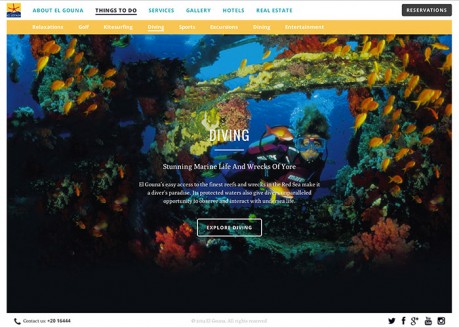 ABOUT EL GOUNA THINGS TO DO SERVICES GALLERY HOTELS REAL ESTATE RESERVATIONS
Relaxations Golf Kitesurfing Diving Sports Excursions Dining Entertainment
DIVING
Stunning Marine Life And Wrecks Of Yore
El Gouna's easy access to the finest reefs and wrecks in the Red Sea make it
a diver's paradise. Its protected waters also give divers unparalleled
opportunity to observe and interact with undersea life.
EXPLORE DIVING
Contact us: +20 16444
El Gouna. All rights reserved